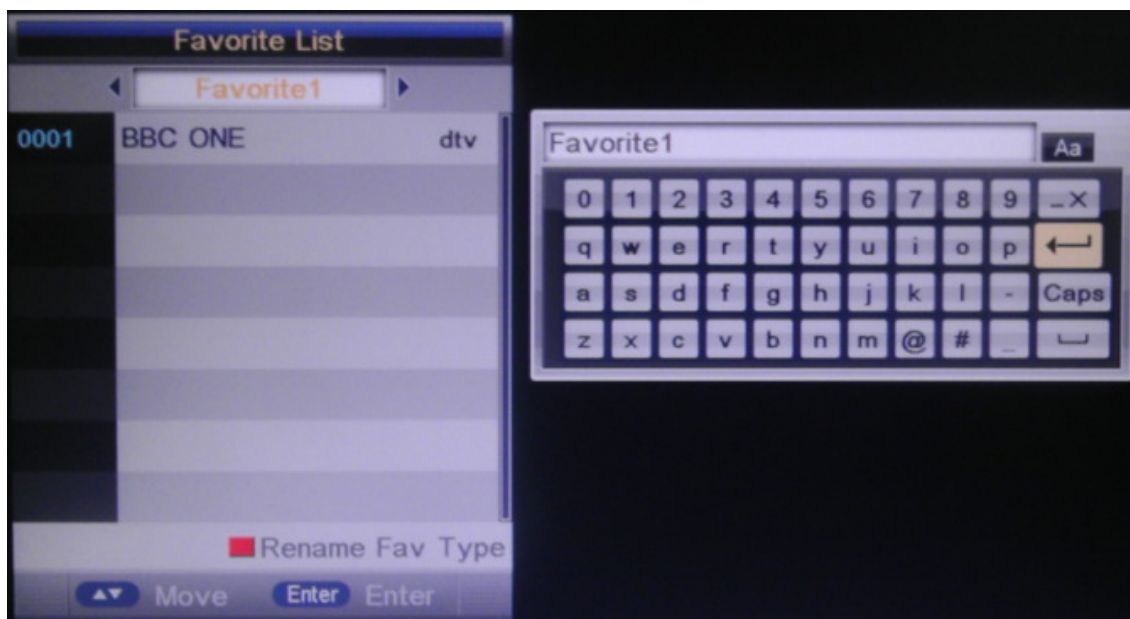 Favorite List
Favorite1
0001 BBC ONE dtv
Rename Fav Type
Move Enter Enter
Favorite1 Aa
0 1 2 3 4 5 6 7 8 9 _X
q w e r t y u i o p
a s d f g h j k l - Caps
z x c v b n m @ # _